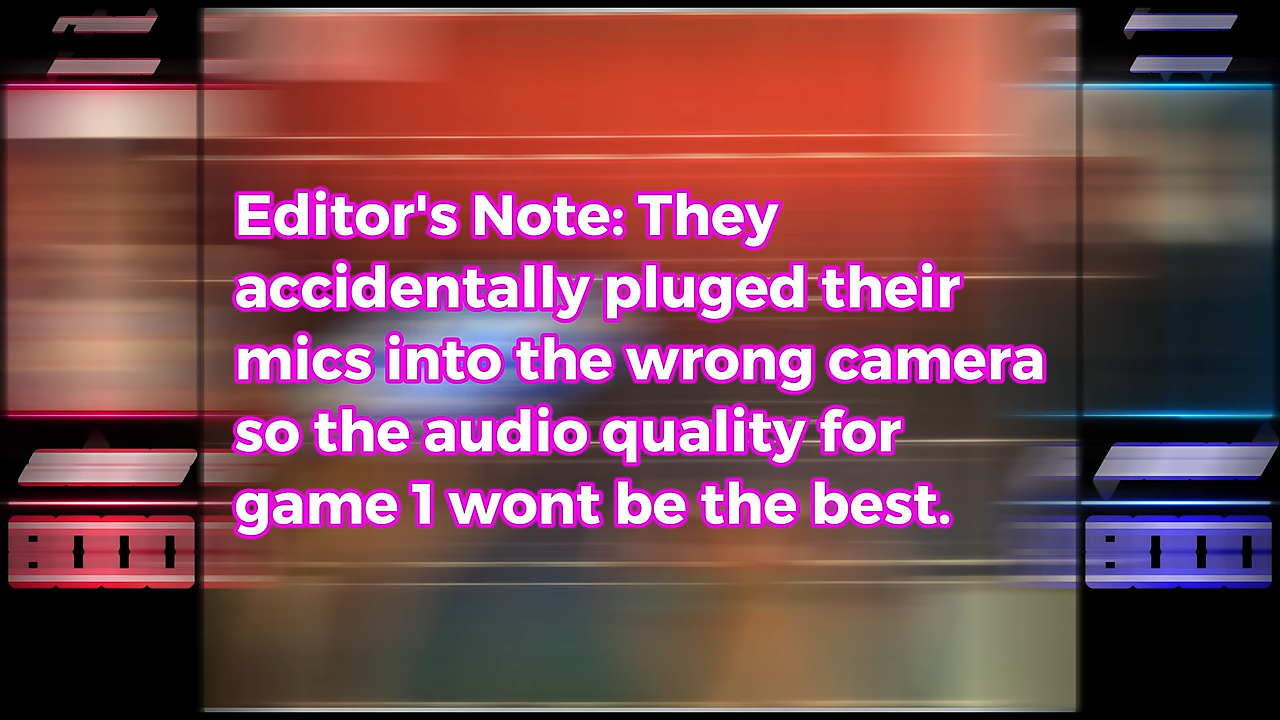 Editor's Note: They
accidentally pluged their
mics into the wrong camera
so the audio quality for
game 1 wont be the best.